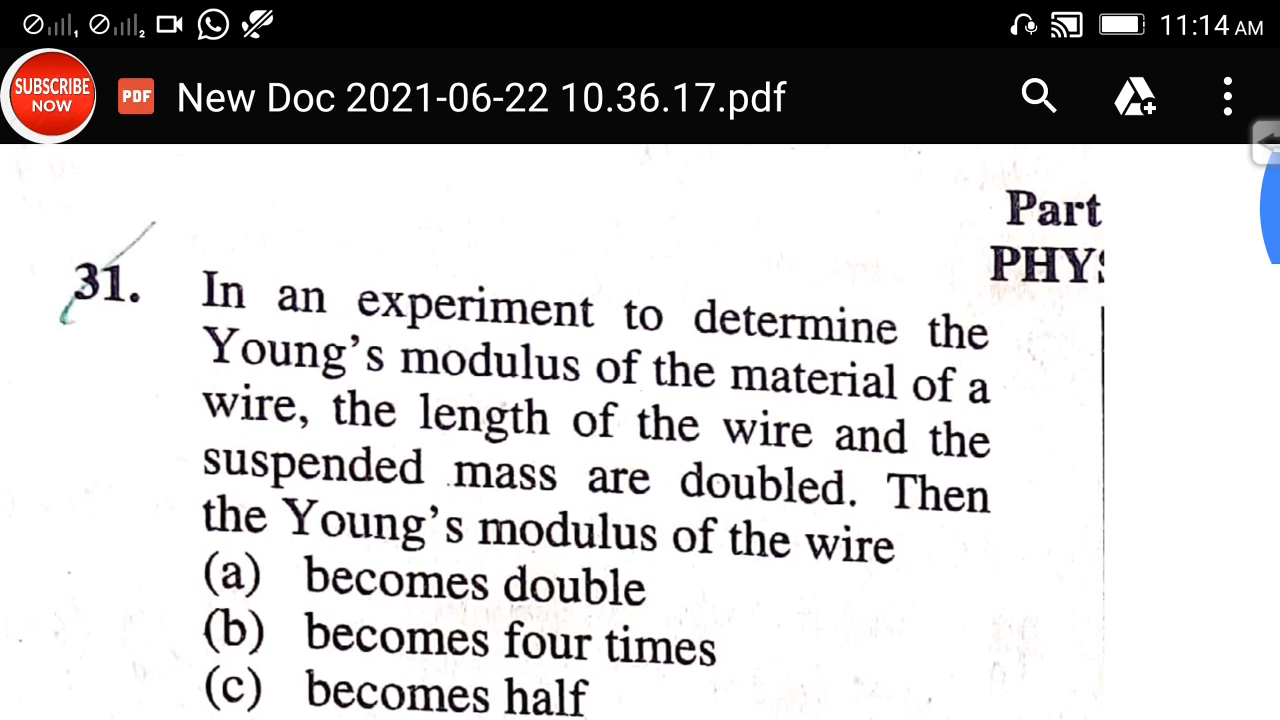 11:14 AM
SUBSCRIBE
NOW
PDF
New Doc 2021-06-22 10.36.17.pdf
Part
PHYS
31.
In an experiment to determine the
Young's modulus of the material of a
wire, the length of the wire and the
suspended mass are doubled. Then
the Young's modulus of the wire
(a) becomes double
(b) becomes four times
(c) becomes half